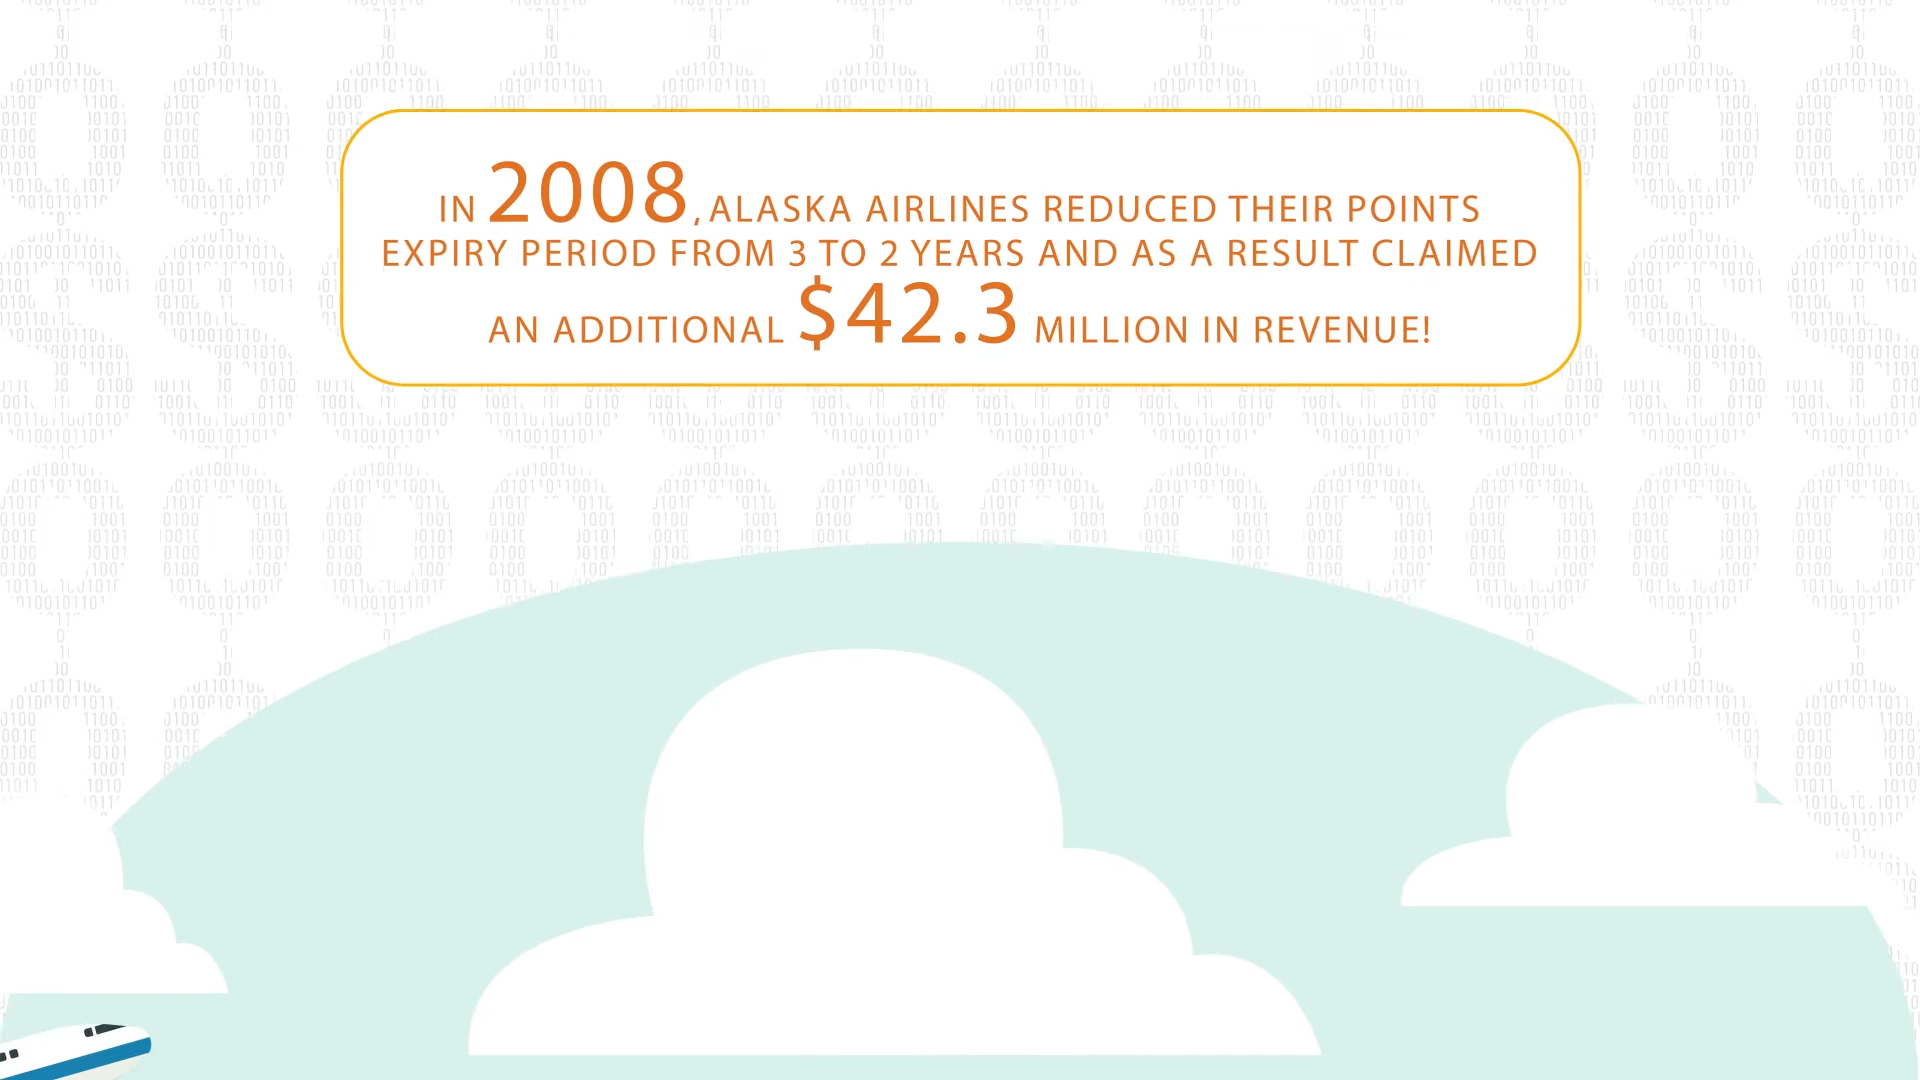 IN 2008, ALASKA AIRLINES REDUCED THEIR POINTS
EXPIRY PERIOD FROM 3 TO 2 YEARS AND AS A RESULT CLAIMED
AN ADDITIONAL $42.3 MILLION IN REVENUE!